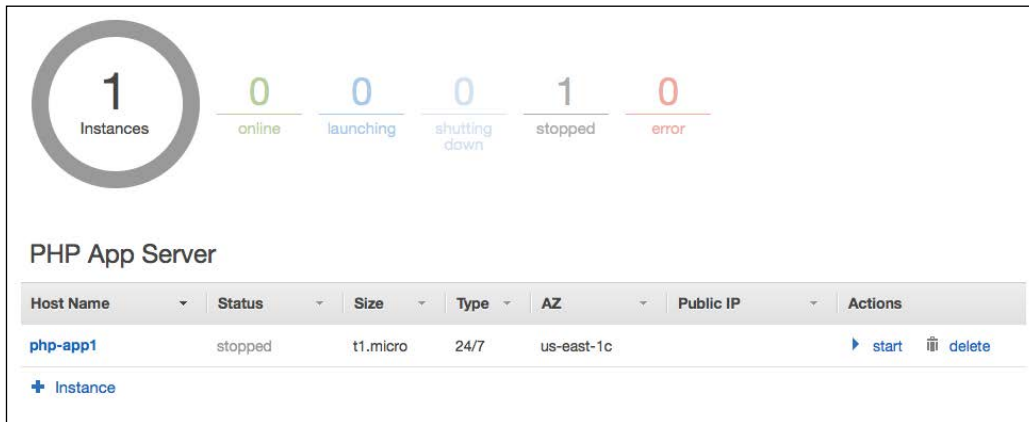 1
Instances
0
online
0
launching
0
shutting
down
1
stopped
0
error
PHP App Server
Host Name Status Size Type AZ Public IP Actions
php-app1 stopped t1.micro 24/7 us-east-1c start delete
Instance